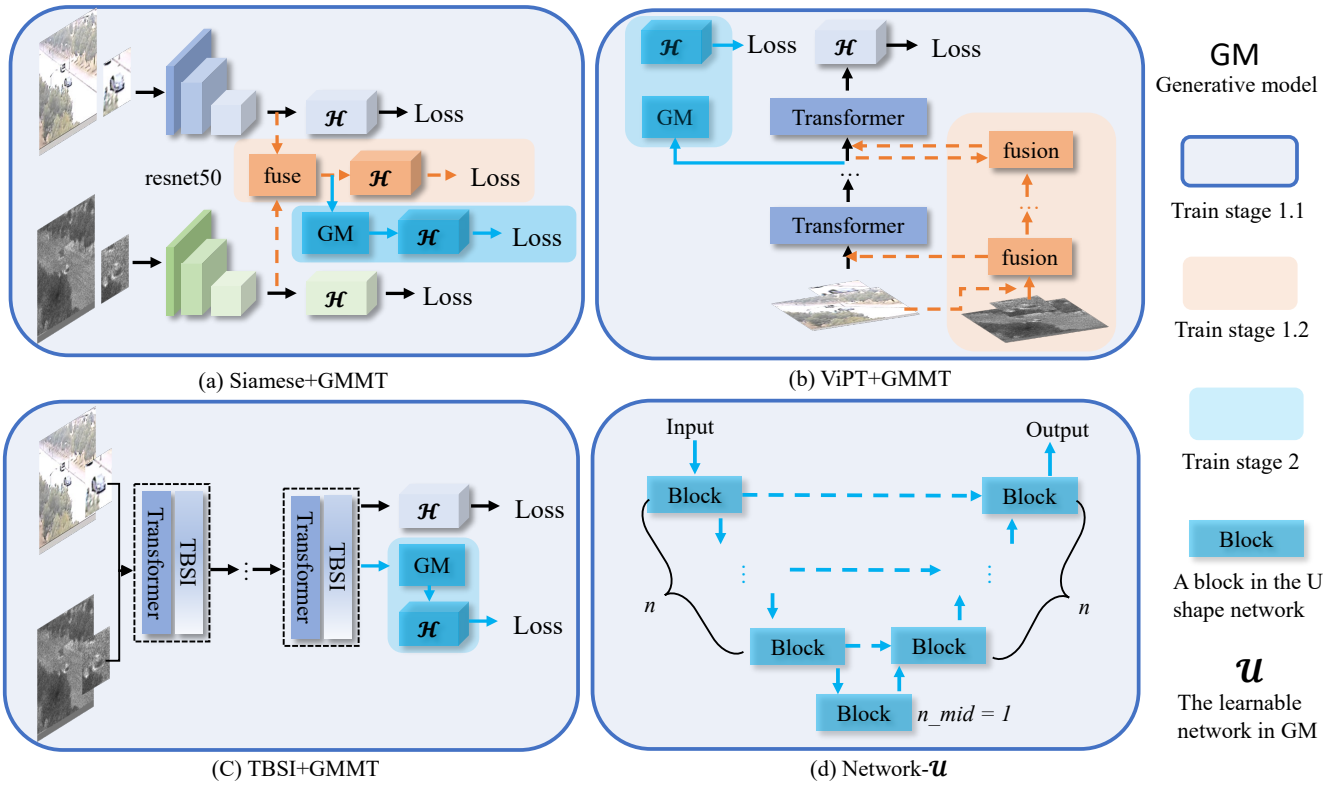 ℋ
Loss
resnet50
fuse
ℋ
Loss
GM
ℋ
Loss
ℋ
Loss
(a) Siamese+GMMT
ℋ
Loss
ℋ
Loss
GM
Transformer
fusion
...
...
Transformer
fusion
(b) ViPT+GMMT
GM
Generative model
Train stage 1.1
Train stage 1.2
Train stage 2
Block
A block in the U
shape network
𝓤
The learnable
network in GM
Transformer
TBSI
...
Transformer
TBSI
ℋ
Loss
GM
ℋ
Loss
(C) TBSI+GMMT
Input
Output
Block
Block
...
...
n
n
Block
Block
Block
n_mid = 1
(d) Network-𝓤